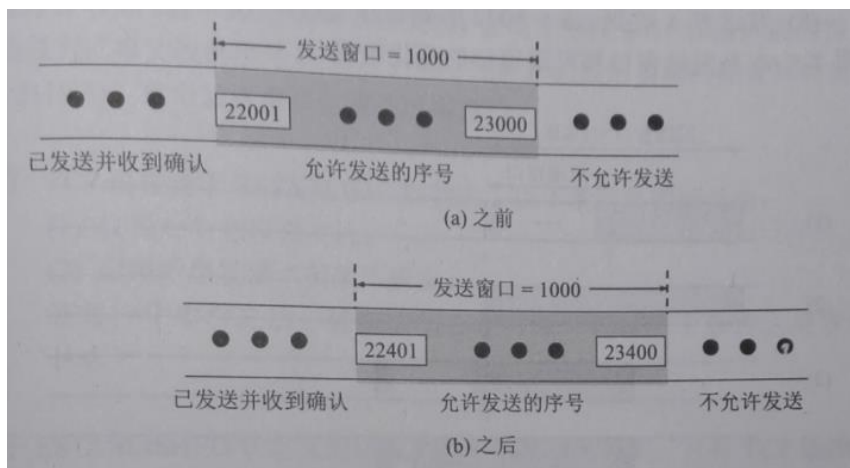 发送窗口 = 1000
22001 23000
已发送并收到确认 允许发送的序号 不允许发送
(a) 之前
发送窗口 = 1000
22401 23400
已发送并收到确认 允许发送的序号 不允许发送
(b) 之后